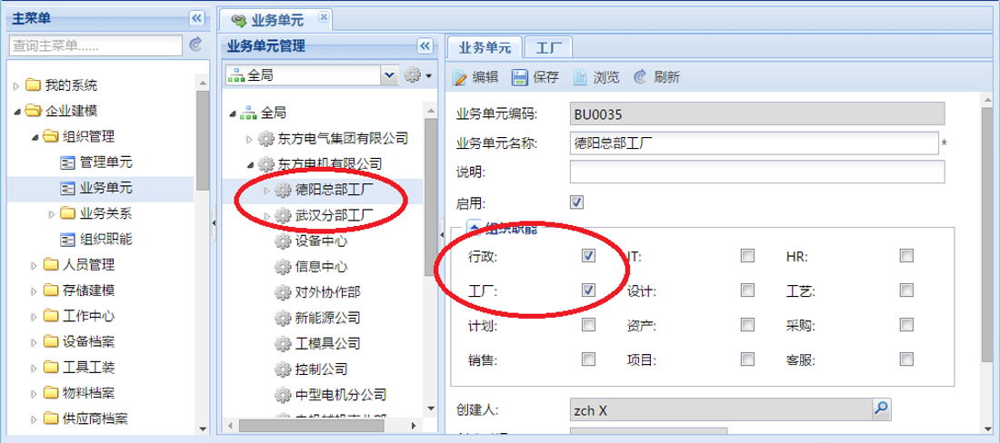 主菜单
查询主菜单......
我的系统
企业建模
组织管理
管理单元
业务单元
业务关系
组织职能
人员管理
存储建模
工作中心
设备档案
工具工装
物料档案
供应商档案
业务单元
业务单元管理
全局
全局
东方电气集团有限公司
东方电机有限公司
德阳总部工厂
武汉分部工厂
设备中心
信息中心
对外协作部
新能源公司
工模具公司
控制公司
中型电机分公司
业务单元 工厂
编辑 保存 浏览 刷新
业务单元编码: BU0035
业务单元名称: 德阳总部工厂 *
说明:
启用:
组织职能
行政: IT: HR:
工厂: 设计: 工艺:
计划: 资产: 采购:
销售: 项目: 客服:
创建人: zch X